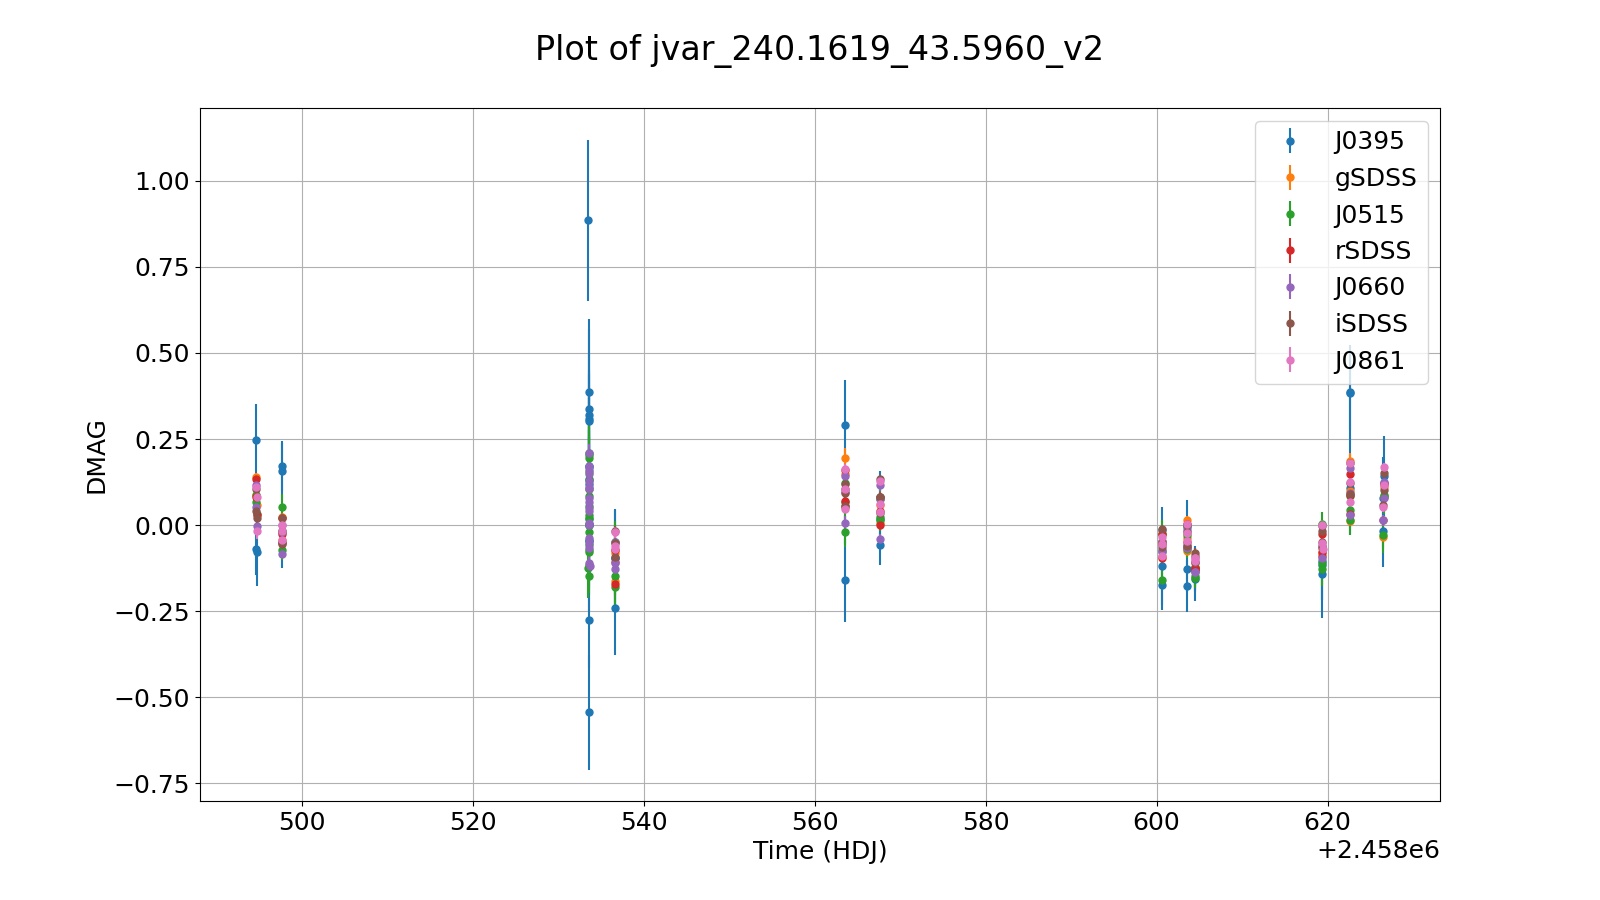 Plot of jvar_240.1619_43.5960_v2
J0395
gSDSS
J0515
rSDSS
J0660
iSDSS
J0861
1.00
0.75
0.50
0.25
0.00
−0.25
−0.50
−0.75
DMAG
500 520 540 560 580 600 620
Time (HDJ)
+2.458e6